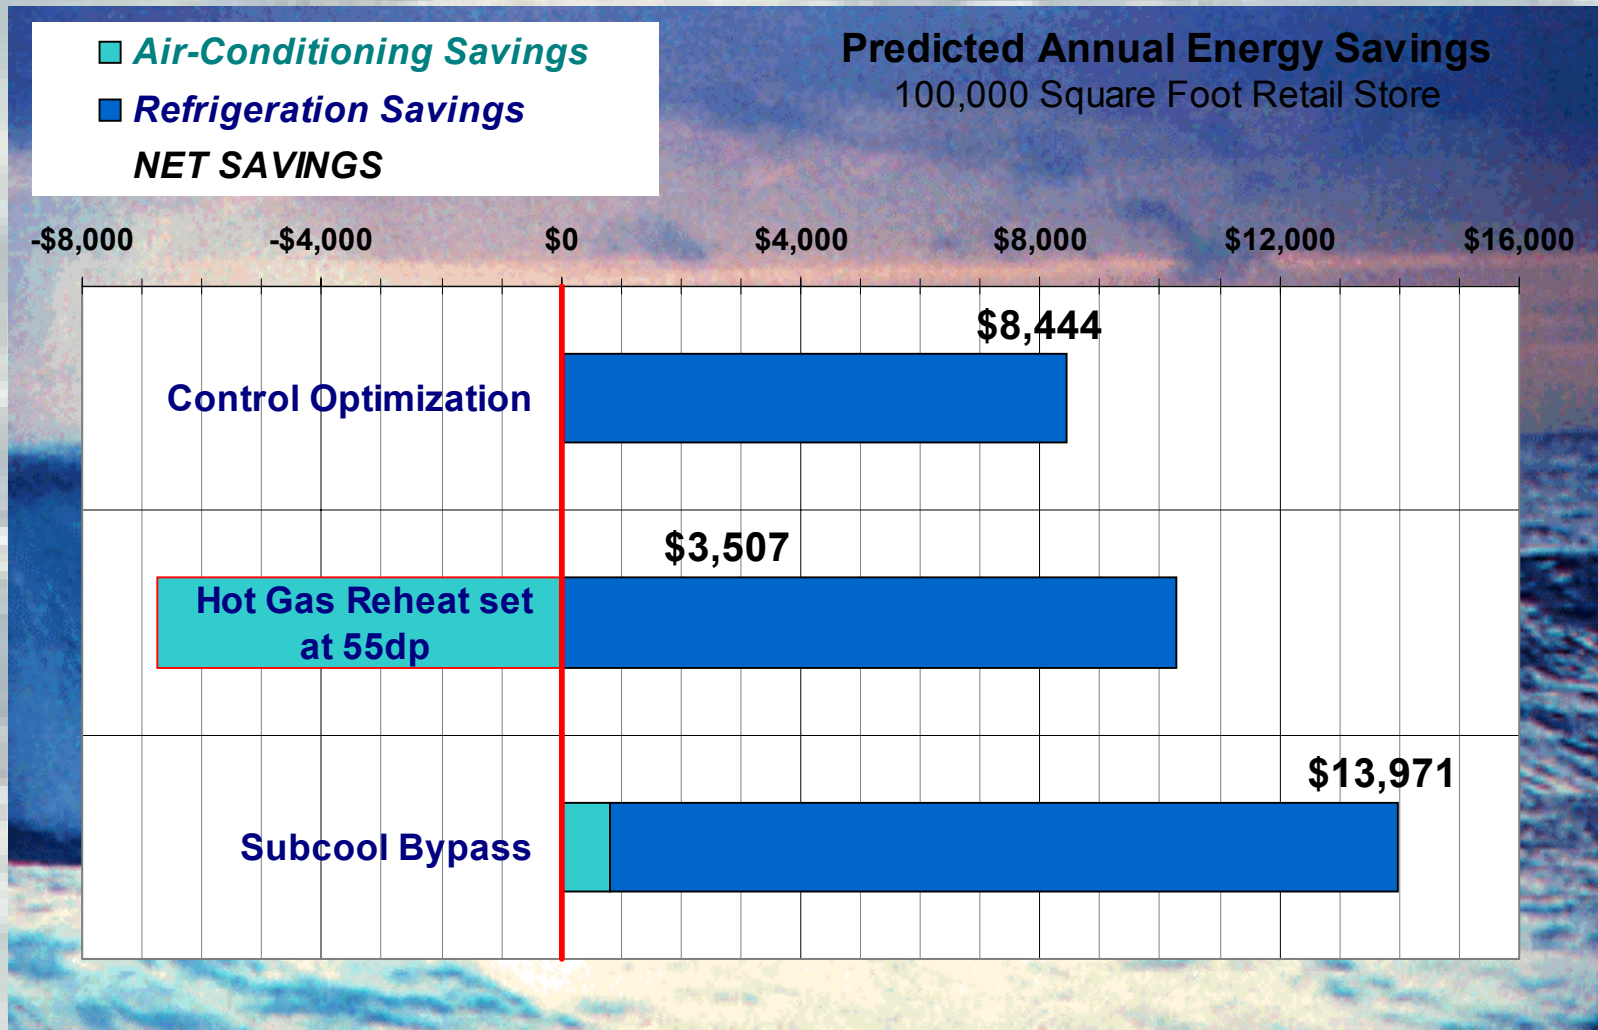 Air-Conditioning Savings
Refrigeration Savings
NET SAVINGS
Predicted Annual Energy Savings
100,000 Square Foot Retail Store
-$8,000 -$4,000 $0 $4,000 $8,000 $12,000 $16,000
$8,444
Control Optimization
$3,507
Hot Gas Reheat set
at 55dp
$13,971
Subcool Bypass